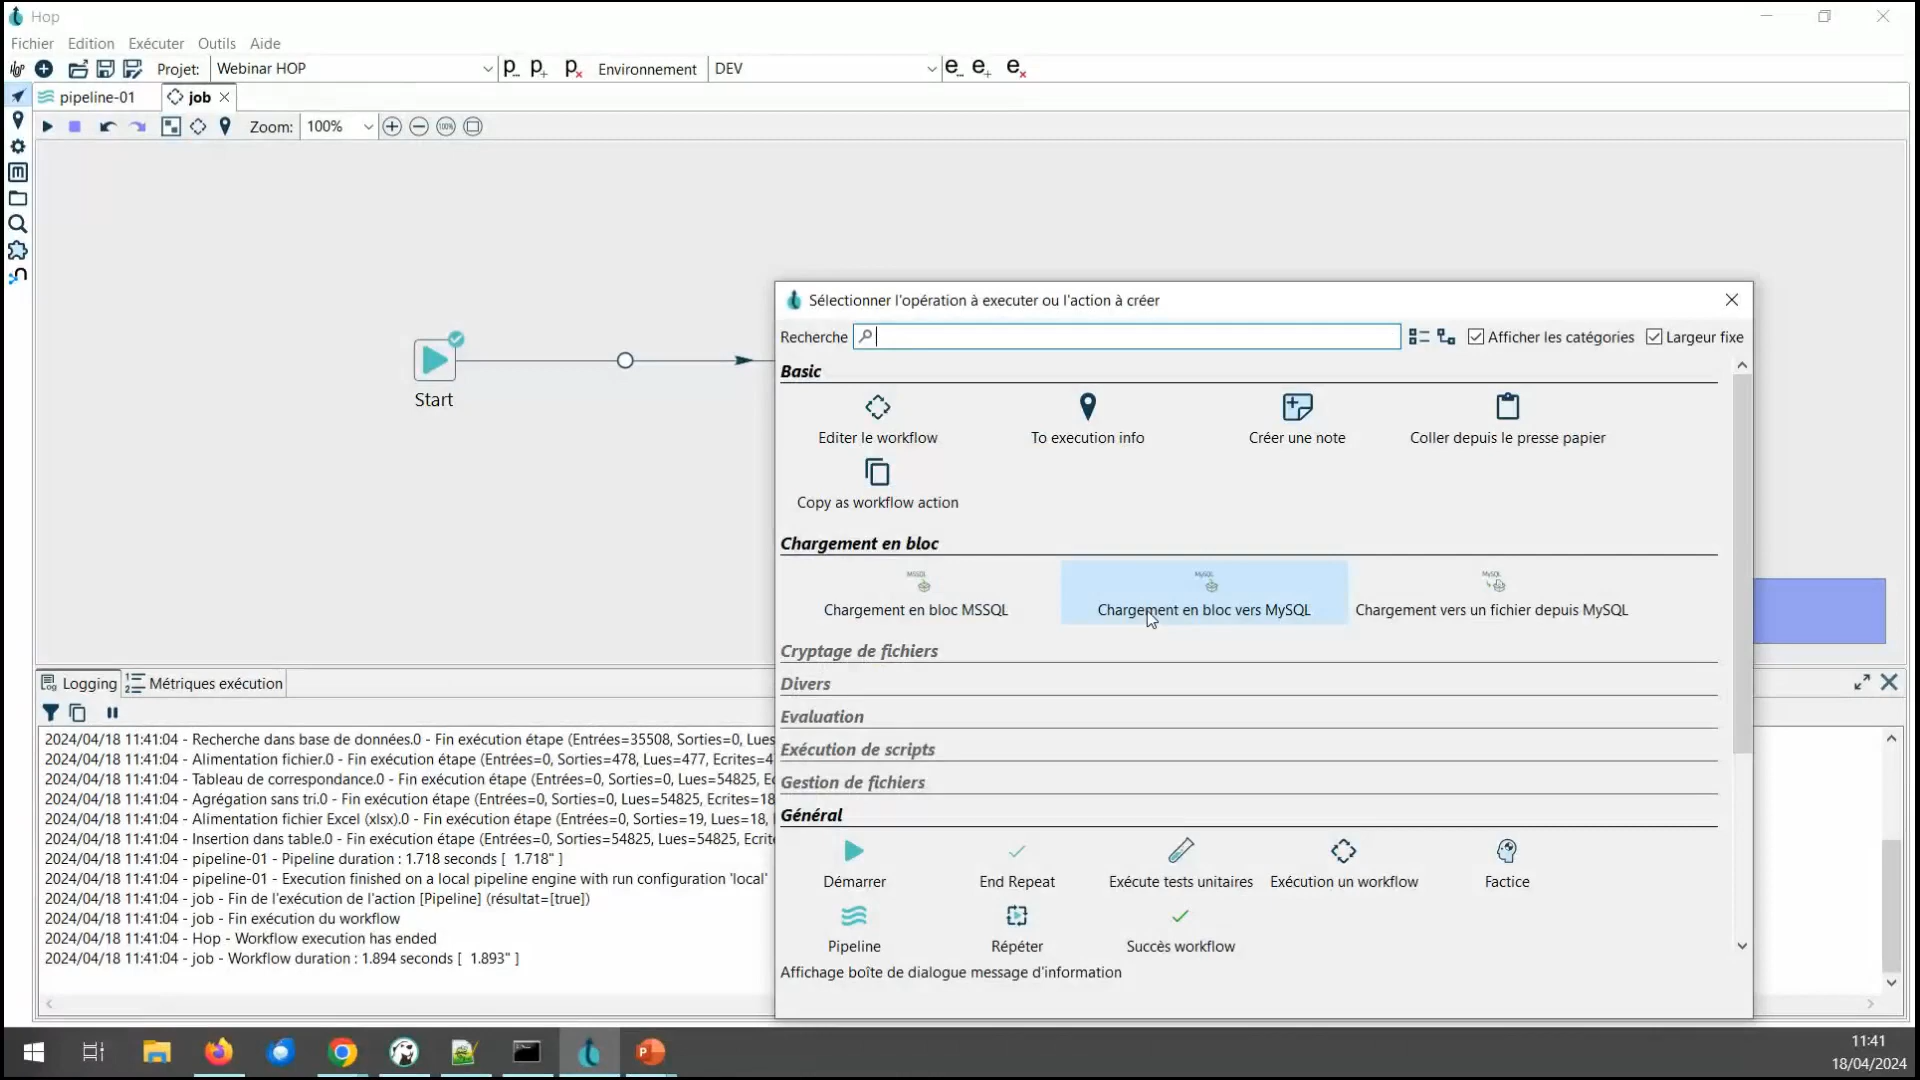 Hop
Fichier Edition Exécuter Outils Aide
Projet: Webinar HOP Environnement DEV
pipeline-01 job
Zoom: 100%
Start
Sélectionner l'opération à executer ou l'action à créer
Recherche Afficher les catégories Largeur fixe
Basic
Editer le workflow To execution info Créer une note Coller depuis le presse papier
Copy as workflow action
Chargement en bloc
Chargement en bloc MSSQL Chargement en bloc vers MySQL Chargement vers un fichier depuis MySQL
Cryptage de fichiers
Divers
Evaluation
Exécution de scripts
Gestion de fichiers
Général
Démarrer End Repeat Exécute tests unitaires Exécution un workflow Factice
Pipeline Répéter Succès workflow
Affichage boîte de dialogue message d'information
Logging Métriques exécution
2024/04/18 11:41:04 - Recherche dans base de données.0 - Fin exécution étape (Entrées=35508, Sorties=0, Lues
2024/04/18 11:41:04 - Alimentation fichier.0 - Fin exécution étape (Entrées=0, Sorties=478, Lues=477, Ecrites=4
2024/04/18 11:41:04 - Tableau de correspondance.0 - Fin exécution étape (Entrées=0, Sorties=0, Lues=54825, Ec
2024/04/18 11:41:04 - Agrégation sans tri.0 - Fin exécution étape (Entrées=0, Sorties=0, Lues=54825, Ecrites=18
2024/04/18 11:41:04 - Alimentation fichier Excel (xlsx).0 - Fin exécution étape (Entrées=0, Sorties=19, Lues=18,
2024/04/18 11:41:04 - Insertion dans table.0 - Fin exécution étape (Entrées=0, Sorties=54825, Lues=54825, Ecrit
2024/04/18 11:41:04 - pipeline-01 - Pipeline duration : 1.718 seconds [ 1.718" ]
2024/04/18 11:41:04 - pipeline-01 - Execution finished on a local pipeline engine with run configuration 'local'
2024/04/18 11:41:04 - job - Fin de l'exécution de l'action [Pipeline] (résultat=[true])
2024/04/18 11:41:04 - job - Fin exécution du workflow
2024/04/18 11:41:04 - Hop - Workflow execution has ended
2024/04/18 11:41:04 - job - Workflow duration : 1.894 seconds [ 1.893" ]
11:41
18/04/2024